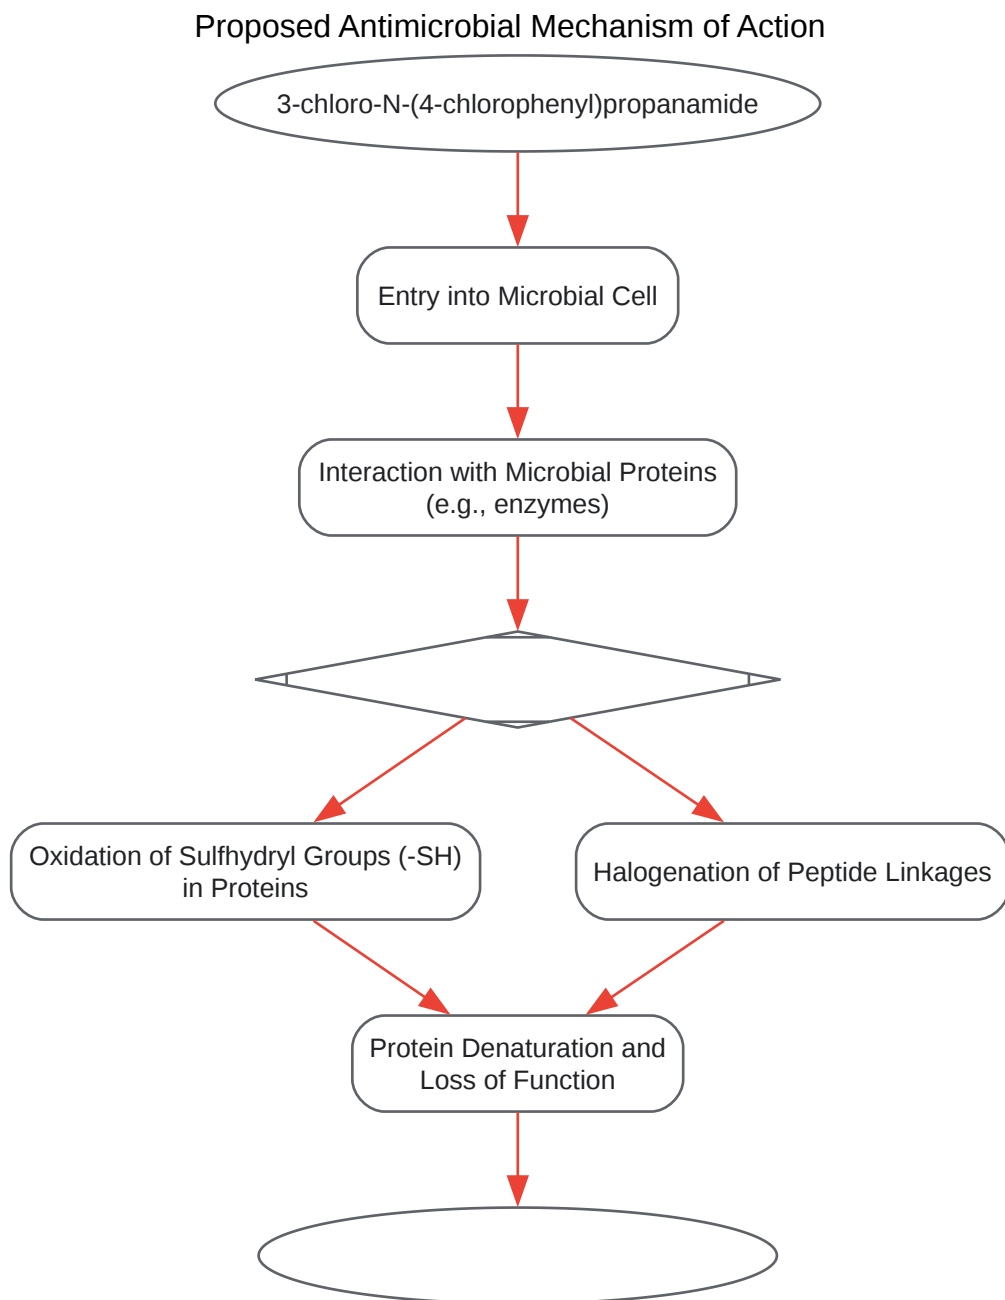 Proposed Antimicrobial Mechanism of Action
3-chloro-N-(4-chlorophenyl)propanamide
Entry into Microbial Cell
Interaction with Microbial Proteins
(e.g., enzymes)
Oxidation of Sulfhydryl Groups (-SH)
in Proteins
Halogenation of Peptide Linkages
Protein Denaturation and
Loss of Function